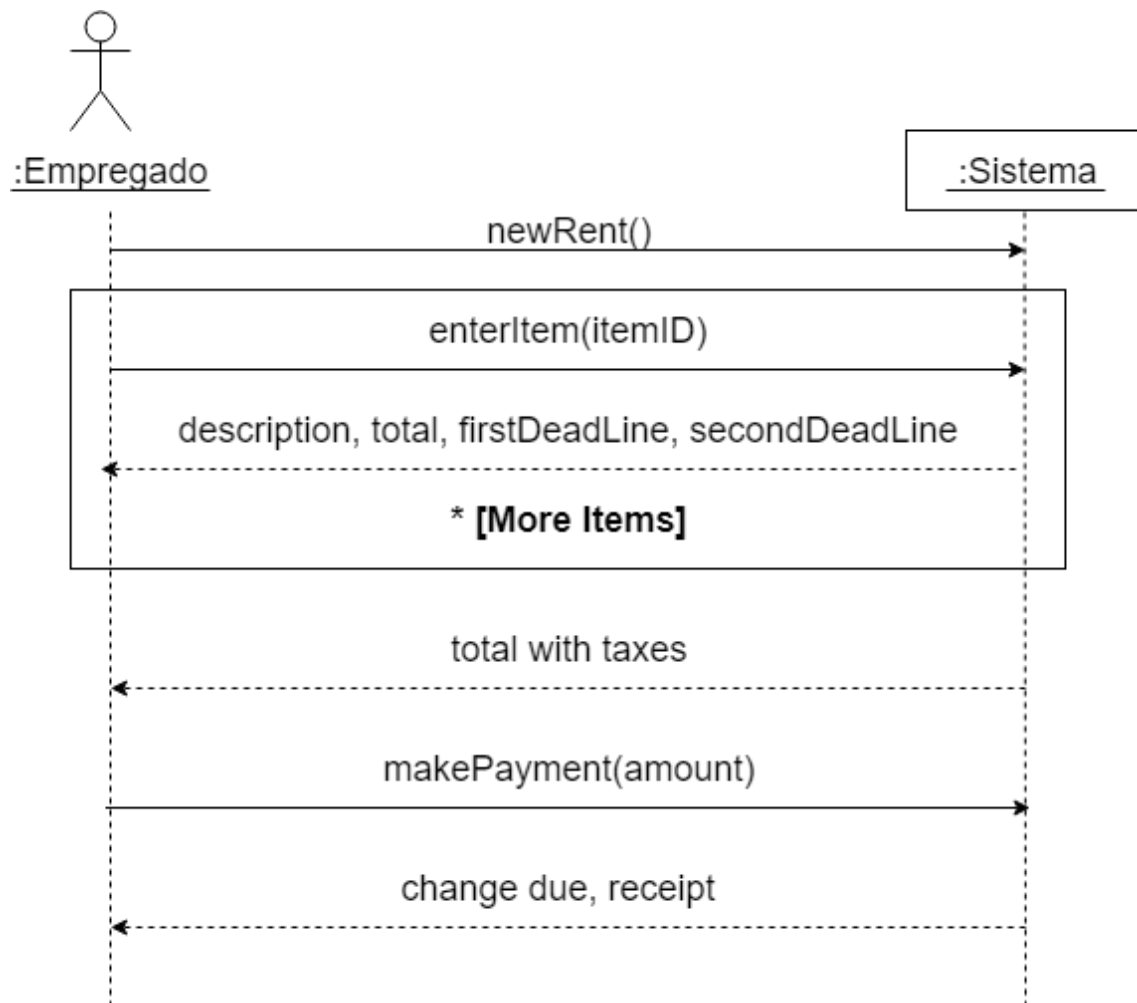 :Empregado
:Sistema
newRent()
enterItem(itemID)
description, total, firstDeadLine, secondDeadLine
* [More Items]
total with taxes
makePayment(amount)
change due, receipt